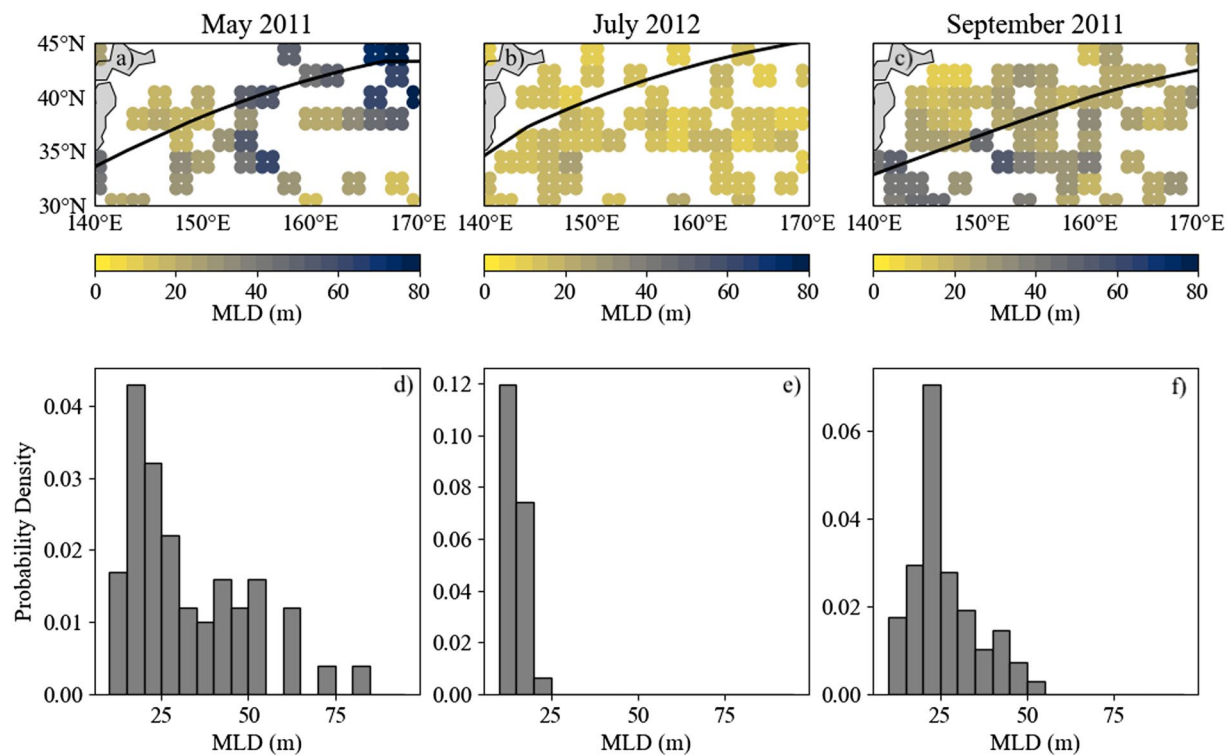 May 2011 July 2012 September 2011
45°N a) b) c)
40°N
35°N
30°N
140°E 150°E 160°E 170°E 140°E 150°E 160°E 170°E 140°E 150°E 160°E 170°E
0 20 40 60 80 0 20 40 60 80 0 20 40 60 80
MLD (m) MLD (m) MLD (m)
d) e) f)
Probability Density
0.04
0.03
0.02
0.01
0.00
0.12
0.10
0.08
0.06
0.04
0.02
0.00
0.06
0.04
0.02
0.00
25 50 75 25 50 75 25 50 75
MLD (m) MLD (m) MLD (m)